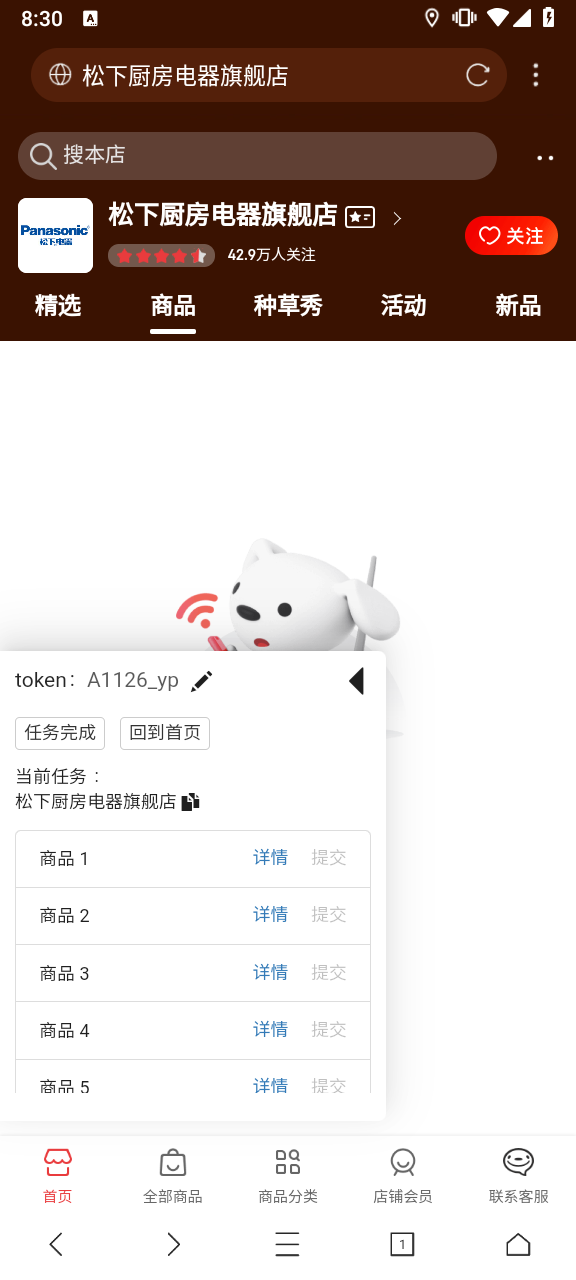 8:30
A
松下厨房电器旗舰店
搜本店
Panasonic
松下电器
松下厨房电器旗舰店
42.9万人关注
关注
精选 商品 种草秀 活动 新品
token: A1126_yp
任务完成 回到首页
当前任务：
松下厨房电器旗舰店
商品 1 详情 提交
商品 2 详情 提交
商品 3 详情 提交
商品 4 详情 提交
商品 5 详情 提交
首页 全部商品 商品分类 店铺会员 联系客服
1